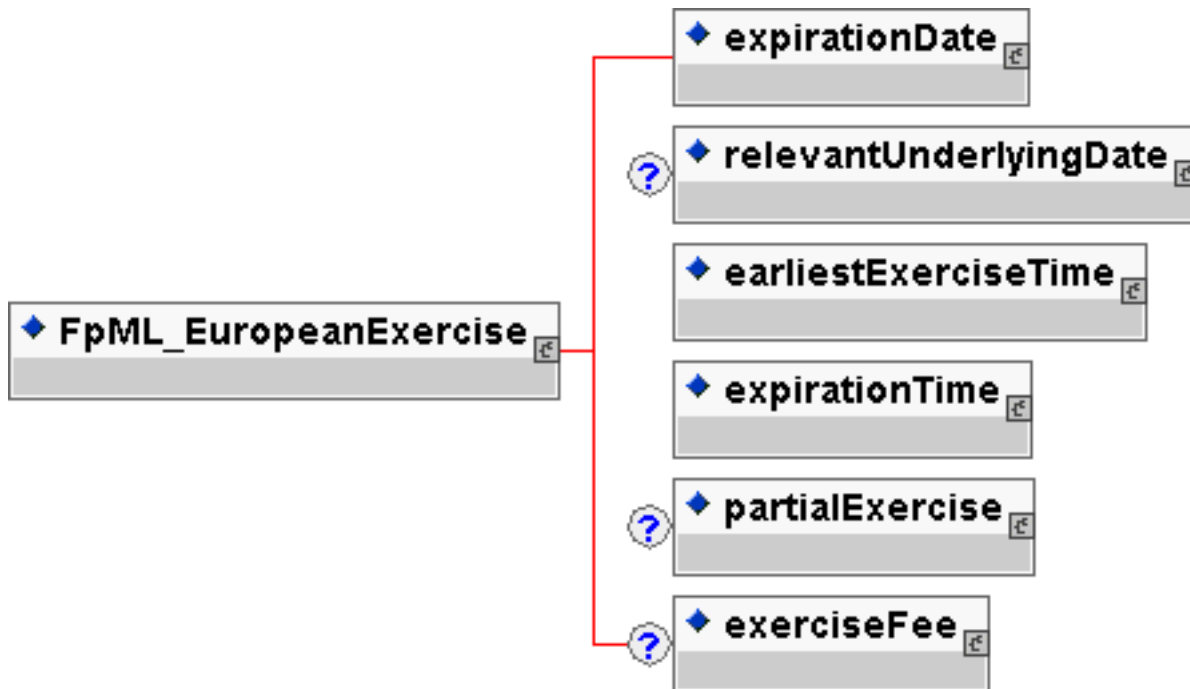 expirationDate
?
relevantUnderlyingDate
earliestExerciseTime
FpML_EuropeanExercise
expirationTime
?
partialExercise
?
exerciseFee